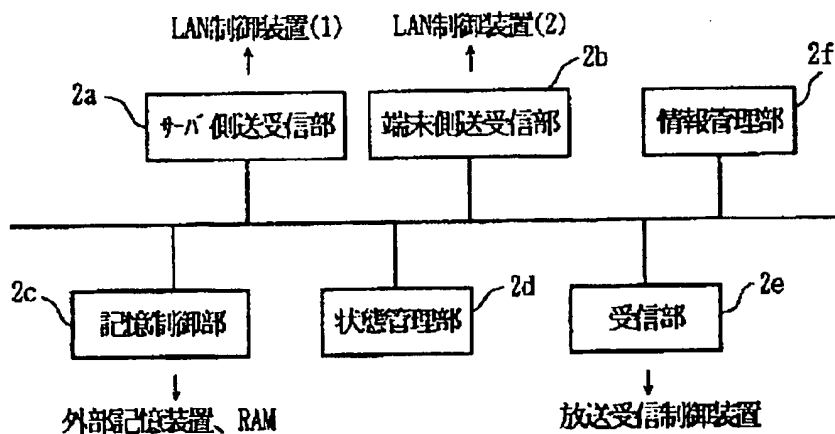 LAN制御装置(1)
LAN制御装置(2)
2a
2b
2f
サーバ側送受信部
端末側送受信部
情報管理部
2c
2d
2e
記憶制御部
状態管理部
受信部
外部記憶装置、RAM
放送受信制御装置